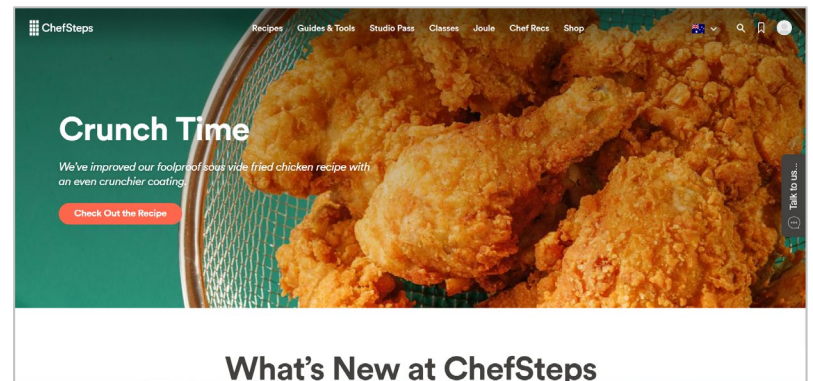 ChefSteps
Recipes Guides & Tools Studio Pass Classes Joule Chef Recs Shop
Crunch Time
We've improved our foolproof sous vide fried chicken recipe with
an even crunchier coating.
Check Out the Recipe
Talk to us...
What's New at ChefSteps